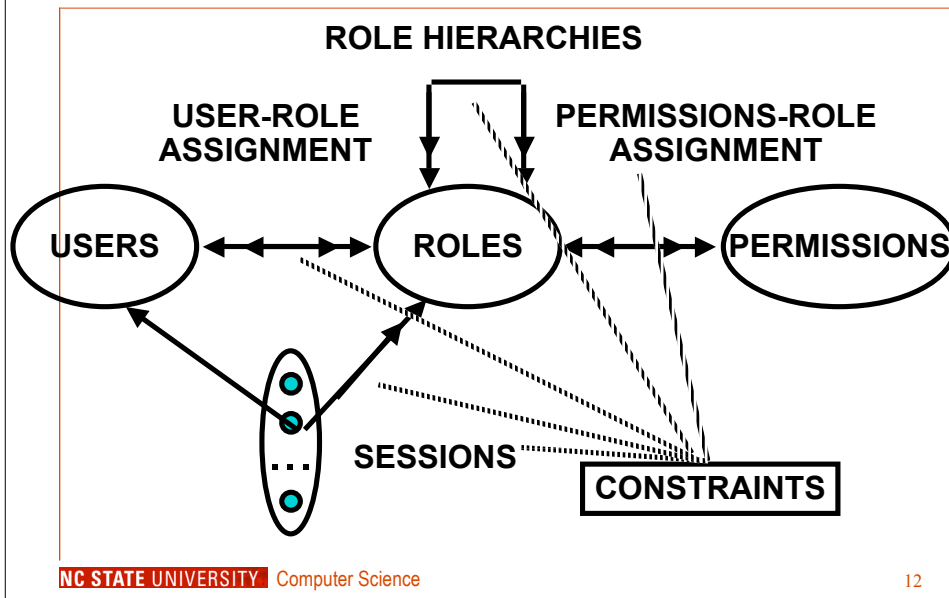 ROLE HIERARCHIES
USER-ROLE
ASSIGNMENT
PERMISSIONS-ROLE
ASSIGNMENT
USERS
ROLES
PERMISSIONS
...
SESSIONS
CONSTRAINTS
NC STATE UNIVERSITY Computer Science
12